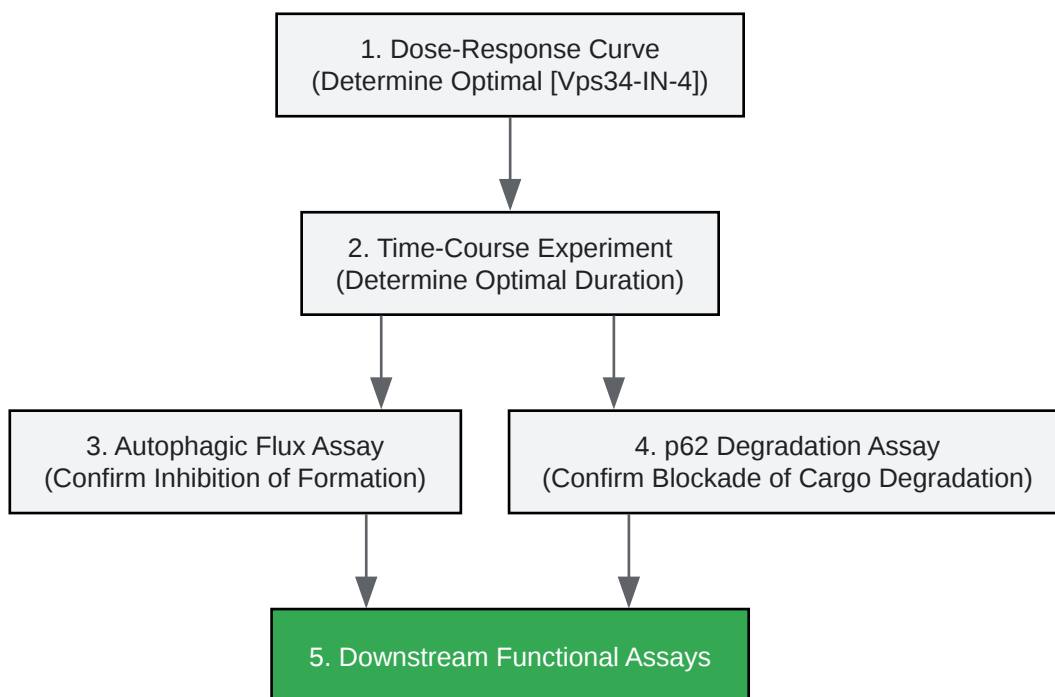 1. Dose-Response Curve
(Determine Optimal [Vps34-IN-4])
2. Time-Course Experiment
(Determine Optimal Duration)
3. Autophagic Flux Assay
(Confirm Inhibition of Formation)
4. p62 Degradation Assay
(Confirm Blockade of Cargo Degradation)
5. Downstream Functional Assays